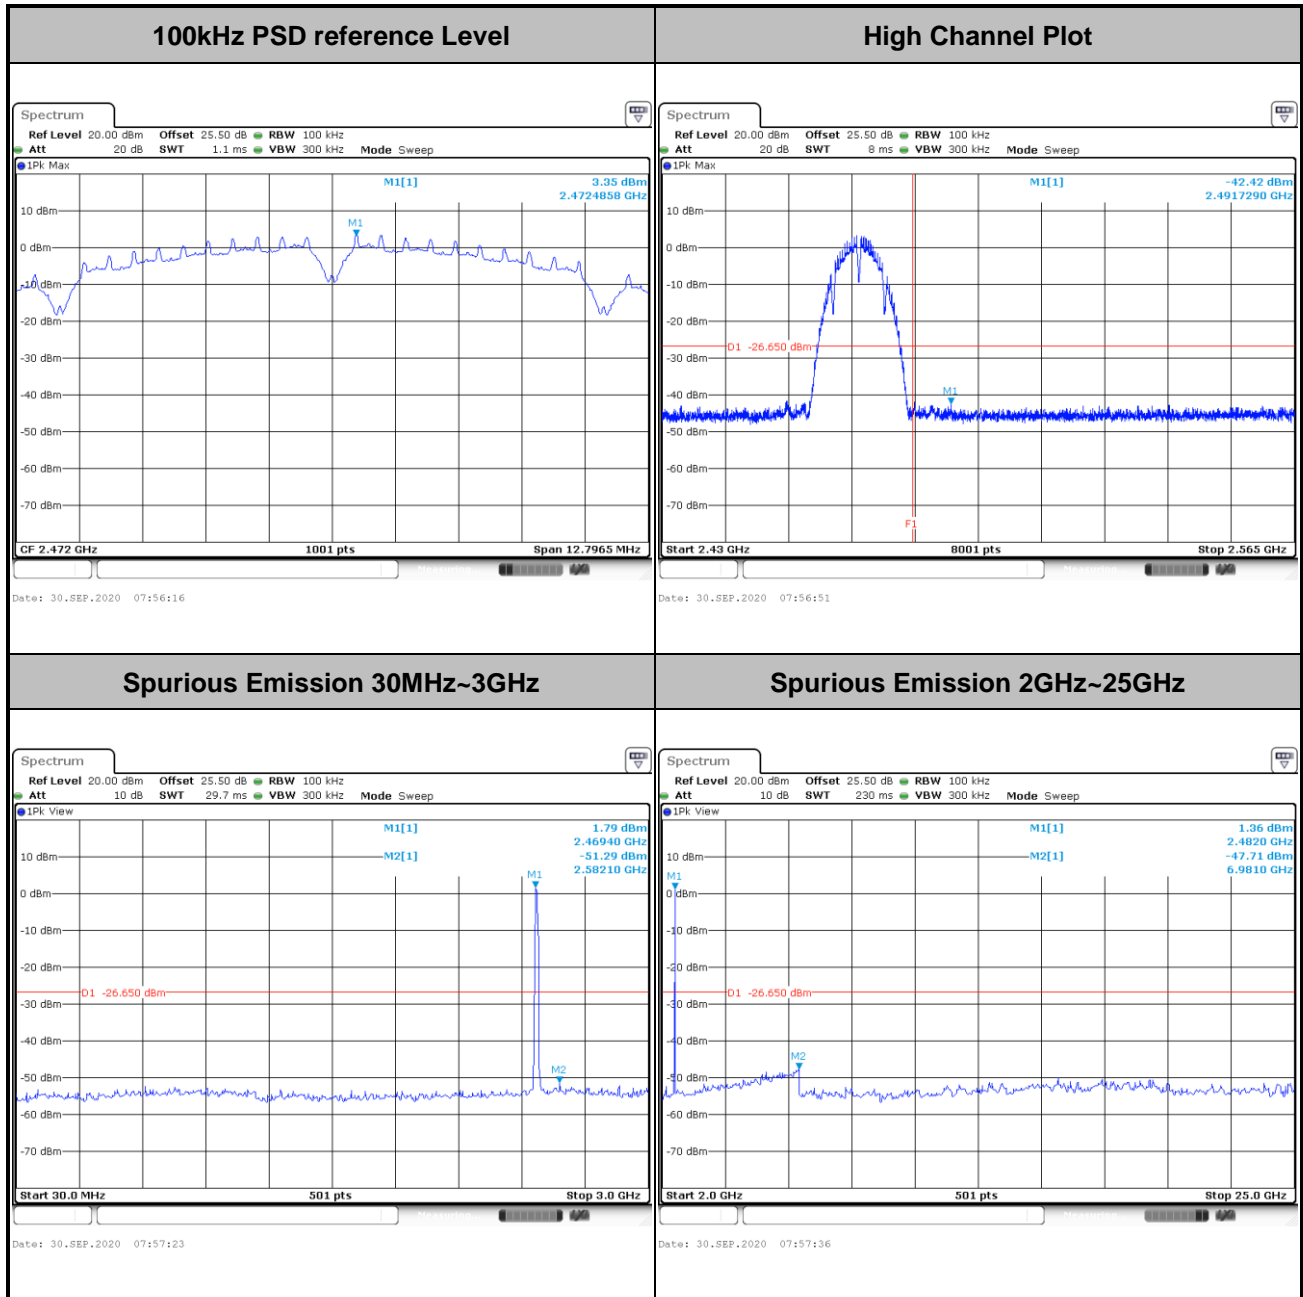 100kHz PSD reference Level
High Channel Plot
Spectrum
Ref Level 20.00 dBm Offset 25.50 dB RBW 100 kHz
Att 20 dB SWT 1.1 ms VBW 300 kHz Mode Sweep
1Pk Max
M1[1] 3.35 dBm
2.4724858 GHz
10 dBm
M1
0 dBm
-10 dBm
-20 dBm
-30 dBm
-40 dBm
-50 dBm
-60 dBm
-70 dBm
CF 2.472 GHz 1001 pts Span 12.7965 MHz
Measuring
Date: 30.SEP.2020 07:56:16
Spectrum
Ref Level 20.00 dBm Offset 25.50 dB RBW 100 kHz
Att 20 dB SWT 8 ms VBW 300 kHz Mode Sweep
1Pk Max
M1[1] -42.42 dBm
2.4917290 GHz
10 dBm
0 dBm
-10 dBm
-20 dBm
D1 -26.650 dBm
-30 dBm
-40 dBm
M1
-50 dBm
-60 dBm
-70 dBm
F1
Start 2.43 GHz 8001 pts Stop 2.565 GHz
Measuring
Date: 30.SEP.2020 07:56:51
Spurious Emission 30MHz~3GHz
Spurious Emission 2GHz~25GHz
Spectrum
Ref Level 20.00 dBm Offset 25.50 dB RBW 100 kHz
Att 10 dB SWT 29.7 ms VBW 300 kHz Mode Sweep
1Pk View
M1[1] 1.79 dBm
2.46940 GHz
M2[1] -51.29 dBm
2.58210 GHz
10 dBm
M1
0 dBm
-10 dBm
-20 dBm
D1 -26.650 dBm
-30 dBm
-40 dBm
M2
-50 dBm
-60 dBm
-70 dBm
Start 30.0 MHz 501 pts Stop 3.0 GHz
Measuring
Date: 30.SEP.2020 07:57:23
Spectrum
Ref Level 20.00 dBm Offset 25.50 dB RBW 100 kHz
Att 10 dB SWT 230 ms VBW 300 kHz Mode Sweep
1Pk View
M1[1] 1.36 dBm
2.4820 GHz
M2[1] -47.71 dBm
6.9810 GHz
10 dBm
M1
0 dBm
-10 dBm
-20 dBm
D1 -26.650 dBm
-30 dBm
-40 dBm
M2
-50 dBm
-60 dBm
-70 dBm
Start 2.0 GHz 501 pts Stop 25.0 GHz
Measuring
Date: 30.SEP.2020 07:57:36